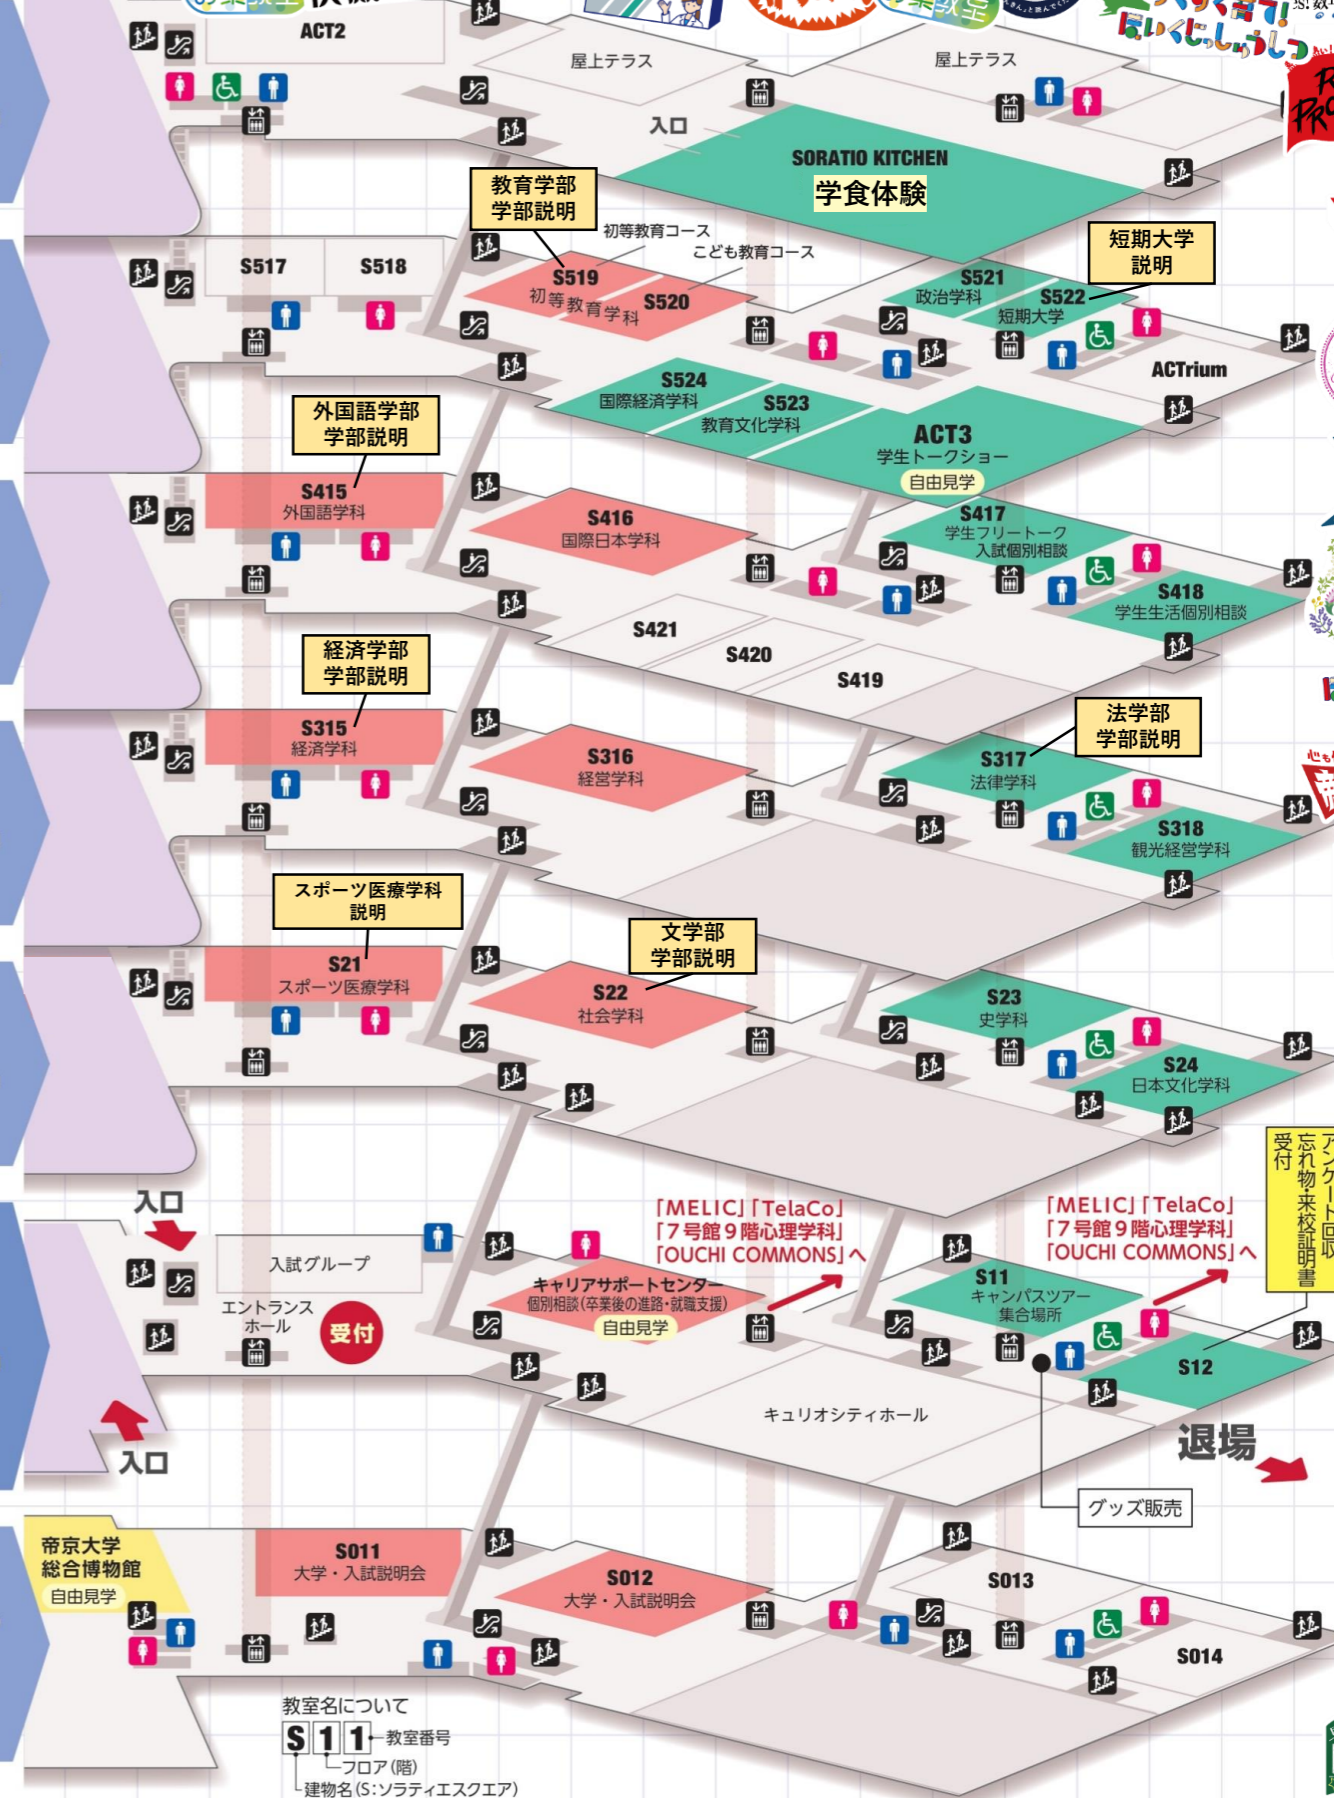 ACT2
屋上テラス
屋上テラス
入口
SORATIO KITCHEN
学食体験
教育学部
学部説明
初等教育コース
こども教育コース
短期大学
説明
S517
S518
S519
S520
初等教育学科
S521
政治学科
S522
短期大学
ACTrium
S524
国際経済学科
S523
教育文化学科
ACT3
学生トークショー
自由見学
外国語学部
学部説明
S415
外国語学科
S416
国際日本学科
S417
学生フリートーク
入試個別相談
S418
学生生活個別相談
S421
S420
S419
経済学部
学部説明
S315
経済学科
S316
経営学科
法学部
学部説明
S317
法律学科
S318
観光経営学科
スポーツ医療学科
説明
文学部
学部説明
S21
スポーツ医療学科
S22
社会学科
S23
史学科
S24
日本文化学科
アンケート回収
忘れ物・来校証明書
受付
入口
「MELIC」「TelaCo」
「7号館9階心理学科」
「OUCHI COMMONS」へ
「MELIC」「TelaCo」
「7号館9階心理学科」
「OUCHI COMMONS」へ
入試グループ
エントランス
ホール
受付
キャリアサポートセンター
個別相談(卒業後の進路・就職支援)
自由見学
S11
キャンパスツアー
集合場所
S12
キュリオシティホール
入口
退場
グッズ販売
帝京大学
総合博物館
自由見学
S011
大学・入試説明会
S012
大学・入試説明会
S013
S014
教室名について
S11 教室番号
フロア(階)
建物名(S:ソラティエスクエア)